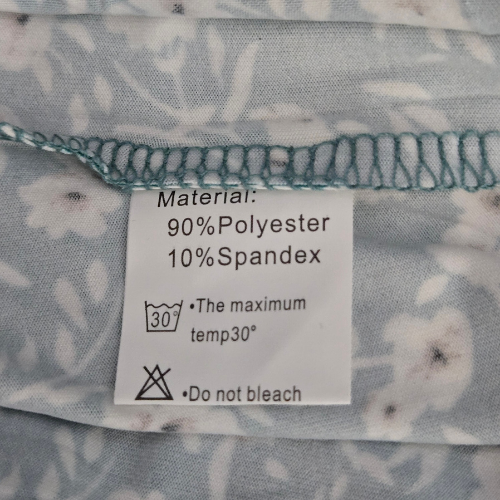 Material:
90%Polyester
10%Spandex
30° •The maximum
temp30°
•Do not bleach